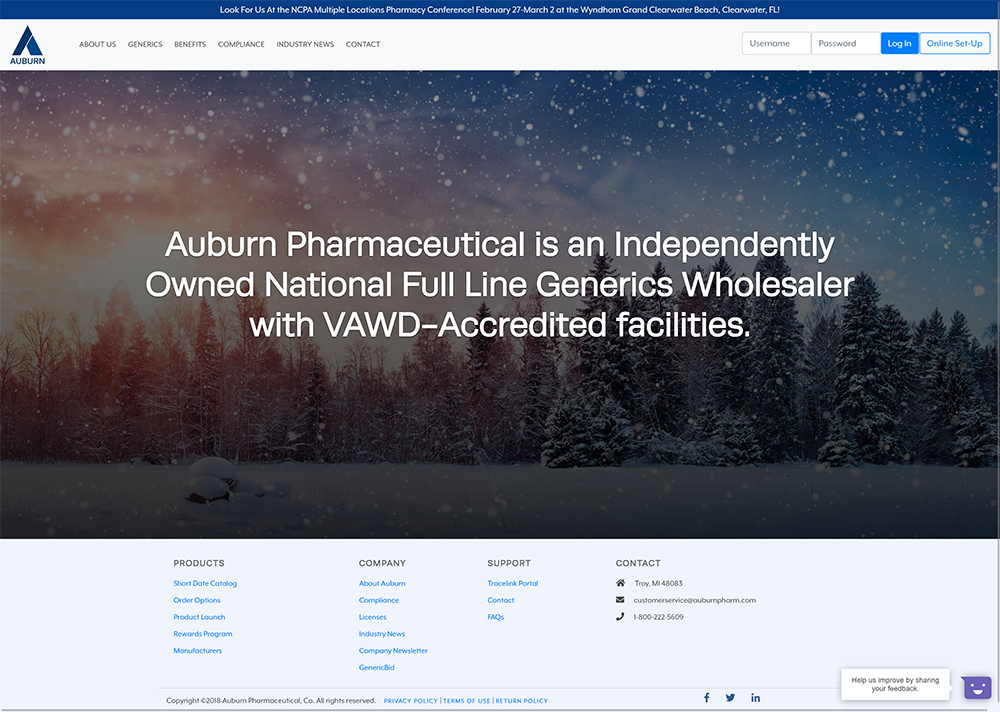 Look For Us At the NCPA Multiple Locations Pharmacy Conference! February 27-March 2 at the Wyndham Grand Clearwater Beach, Clearwater, FL!
AUBURN
ABOUT US GENERICS BENEFITS COMPLIANCE INDUSTRY NEWS CONTACT
Username Password Log In Online Set-Up
Auburn Pharmaceutical is an Independently
Owned National Full Line Generics Wholesaler
with VAWD–Accredited facilities.
PRODUCTS
Short Date Catalog
Order Options
Product Launch
Rewards Program
Manufacturers
COMPANY
About Auburn
Compliance
Licenses
Industry News
Company Newsletter
GenericBid
SUPPORT
Tracelink Portal
Contact
FAQs
CONTACT
Troy, MI 48083
customerservice@auburnpharm.com
1-800-222-5609
Copyright ©2018 Auburn Pharmaceutical, Co. All rights reserved. PRIVACY POLICY | TERMS OF USE | RETURN POLICY
Help us improve by sharing
your feedback.